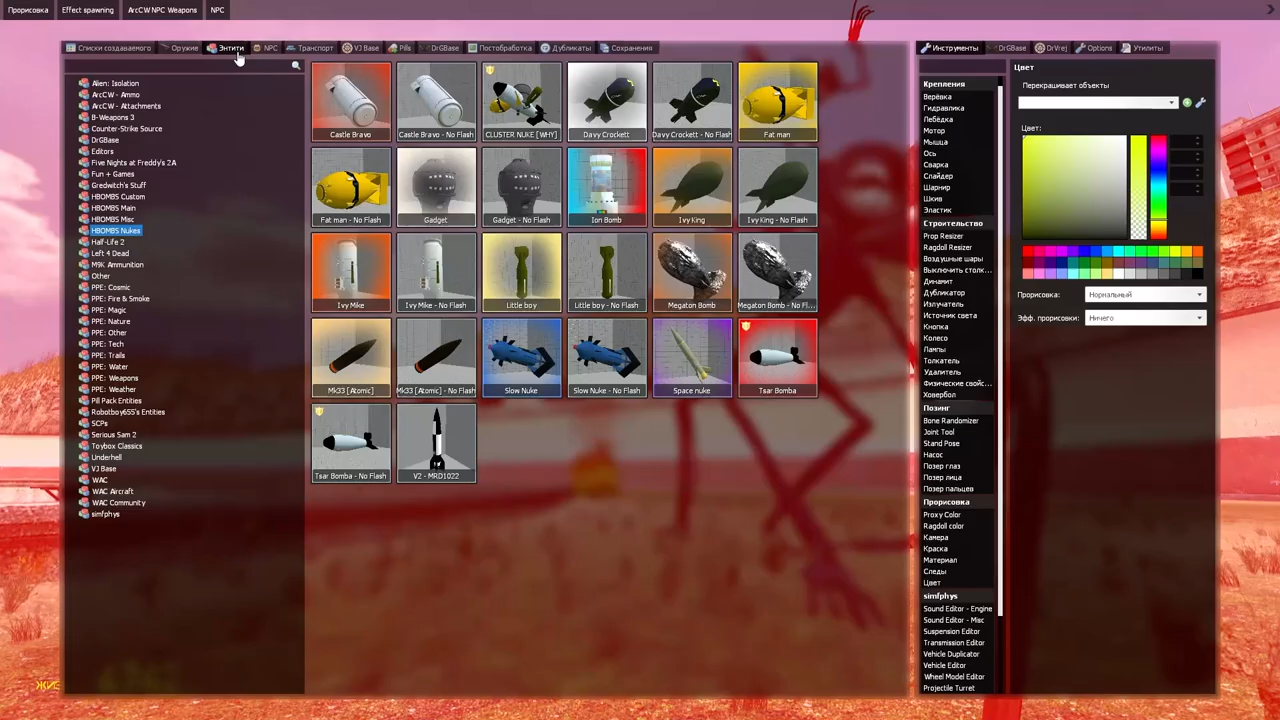 Прорисовка Effect spawning ArcCW NPC Weapons NPC
Списки создаваемого Оружие Энтити NPC Транспорт VJ Base Pills DrGBase Постобработка Дубликаты Сохранения
Alien: Isolation
ArcCW - Ammo
ArcCW - Attachments
B-Weapons 3
Counter-Strike Source
DrGBase
Editors
Five Nights at Freddy's 2A
Fun + Games
Gredwitch's Stuff
HBOMBS Custom
HBOMBS Main
HBOMBS Misc
HBOMBS Nukes
Half-Life 2
Left 4 Dead
M9K Ammunition
Other
PPE: Cosmic
PPE: Fire & Smoke
PPE: Magic
PPE: Nature
PPE: Other
PPE: Tech
PPE: Trails
PPE: Water
PPE: Weapons
PPE: Weather
Pill Pack Entities
Robotboy655's Entities
SCPs
Serious Sam 2
Toybox Classics
Underhell
VJ Base
WAC
WAC Aircraft
WAC Community
simfphys
Castle Bravo Castle Bravo - No Flash CLUSTER NUKE [WHY] Davy Crockett Davy Crockett - No Flash Fat man
Fat man - No Flash Gadget Gadget - No Flash Ion Bomb Ivy King Ivy King - No Flash
Ivy Mike Ivy Mike - No Flash Little boy Little boy - No Flash Megaton Bomb Megaton Bomb - No Fl...
Mk33 [Atomic] Mk33 [Atomic] - No Flash Slow Nuke Slow Nuke - No Flash Space nuke Tsar Bomba
Tsar Bomba - No Flash V2 - MRD1022
Инструменты DrGBase DrVrej Options Утилиты
Крепления
Верёвка
Гидравлика
Лебёдка
Мотор
Мышца
Ось
Сварка
Слайдер
Шарнир
Шкив
Эластик
Строительство
Prop Resizer
Ragdoll Resizer
Воздушные шары
Выключить столк...
Динамит
Дубликатор
Излучатель
Источник света
Кнопка
Колесо
Лампы
Толкатель
Удалитель
Физические свойс...
Ховербол
Позинг
Bone Randomizer
Joint Tool
Stand Pose
Насос
Позер глаз
Позер лица
Позер пальцев
Прорисовка
Proxy Color
Ragdoll color
Камера
Краска
Материал
Следы
Цвет
simfphys
Sound Editor - Engine
Sound Editor - Misc
Suspension Editor
Transmission Editor
Vehicle Duplicator
Vehicle Editor
Wheel Model Editor
Projectile Turret
Цвет
Перекрашивает объекты
Цвет:
Прорисовка: Нормальный
Эфф. прорисовки: Ничего